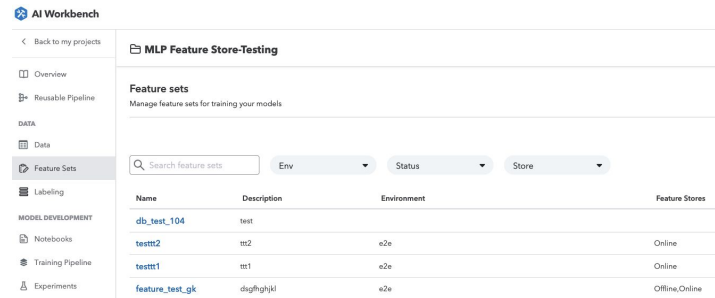 AI Workbench
Back to my projects
MLP Feature Store-Testing
Overview
Reusable Pipeline
Feature sets
Manage feature sets for training your models
DATA
Data
Feature Sets
Labeling
Search feature sets
Env
Status
Store
Name Description Environment Feature Stores
db_test_104 test
testtt2 ttt2 e2e Online
testtt1 ttt1 e2e Online
feature_test_gk dsgfhghjkl e2e Offline,Online
MODEL DEVELOPMENT
Notebooks
Training Pipeline
Experiments